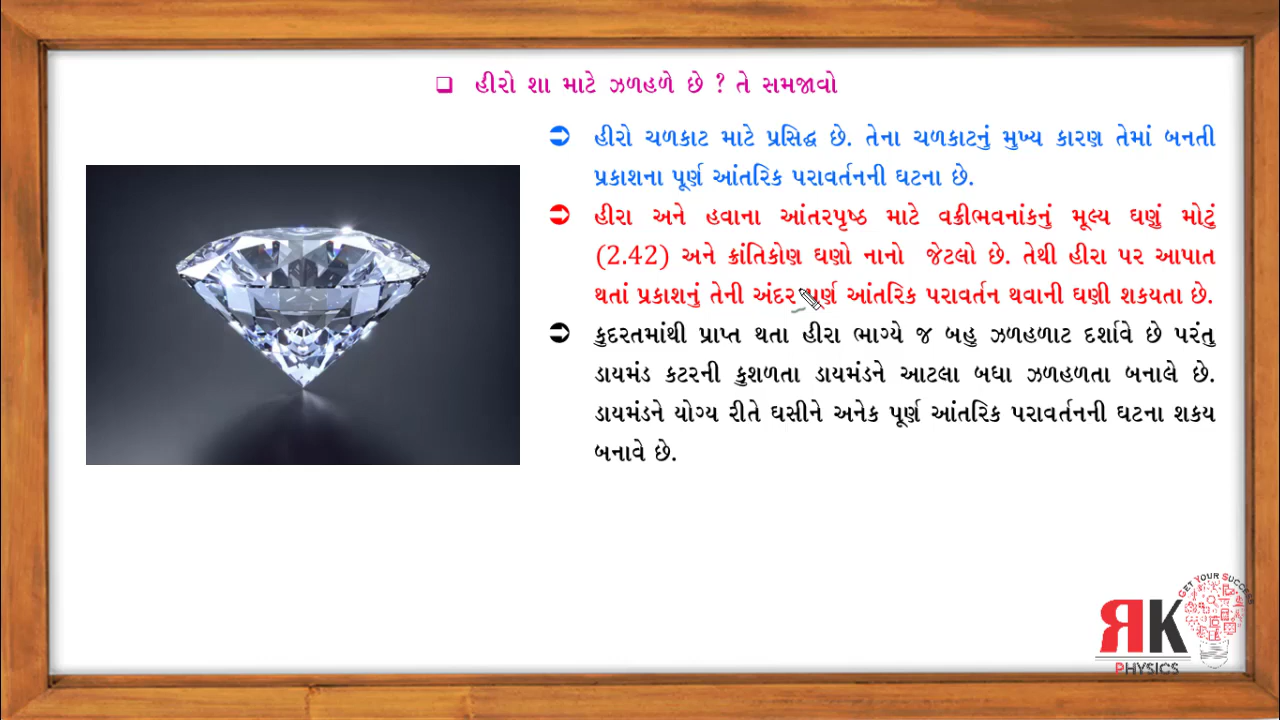 હીરો શા માટે ઝળહળે છે ? તે સમજાવો
હીરો ચળકાટ માટે પ્રસિદ્ધ છે. તેના ચળકાટનું મુખ્ય કારણ તેમાં બનતી
પ્રકાશના પૂર્ણ આંતરિક પરાવર્તનની ઘટના છે.
હીરા અને હવાના આંતરપૃષ્ઠ માટે વક્રીભવનાંકનું મૂલ્ય ઘણું મોટું
(2.42) અને ક્રાંતિકોણ ઘણો નાનો જેટલો છે. તેથી હીરા પર આપાત
થતાં પ્રકાશનું તેની અંદર પૂર્ણ આંતરિક પરાવર્તન થવાની ઘણી શકયતા છે.
કુદરતમાંથી પ્રાપ્ત થતા હીરા ભાગ્યે જ બહુ ઝળહળાટ દર્શાવે છે પરંતુ
ડાયમંડ કટરની કુશળતા ડાયમંડને આટલા બધા ઝળહળતા બનાલે છે.
ડાયમંડને યોગ્ય રીતે ઘસીને અનેક પૂર્ણ આંતરિક પરાવર્તનની ઘટના શકય
બનાવે છે.
GET YOUR SUCCESS
RK
PHYSICS